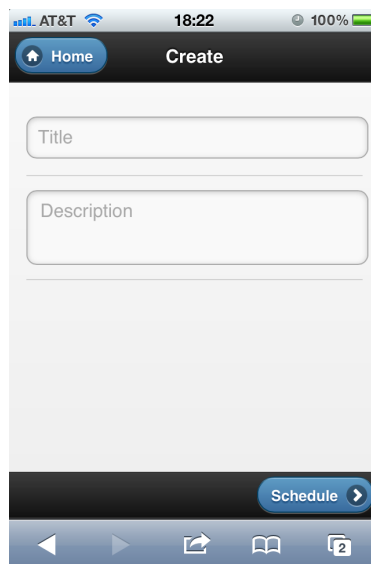 AT&T 18:22 100%
Home Create
Title
Description
Schedule
2